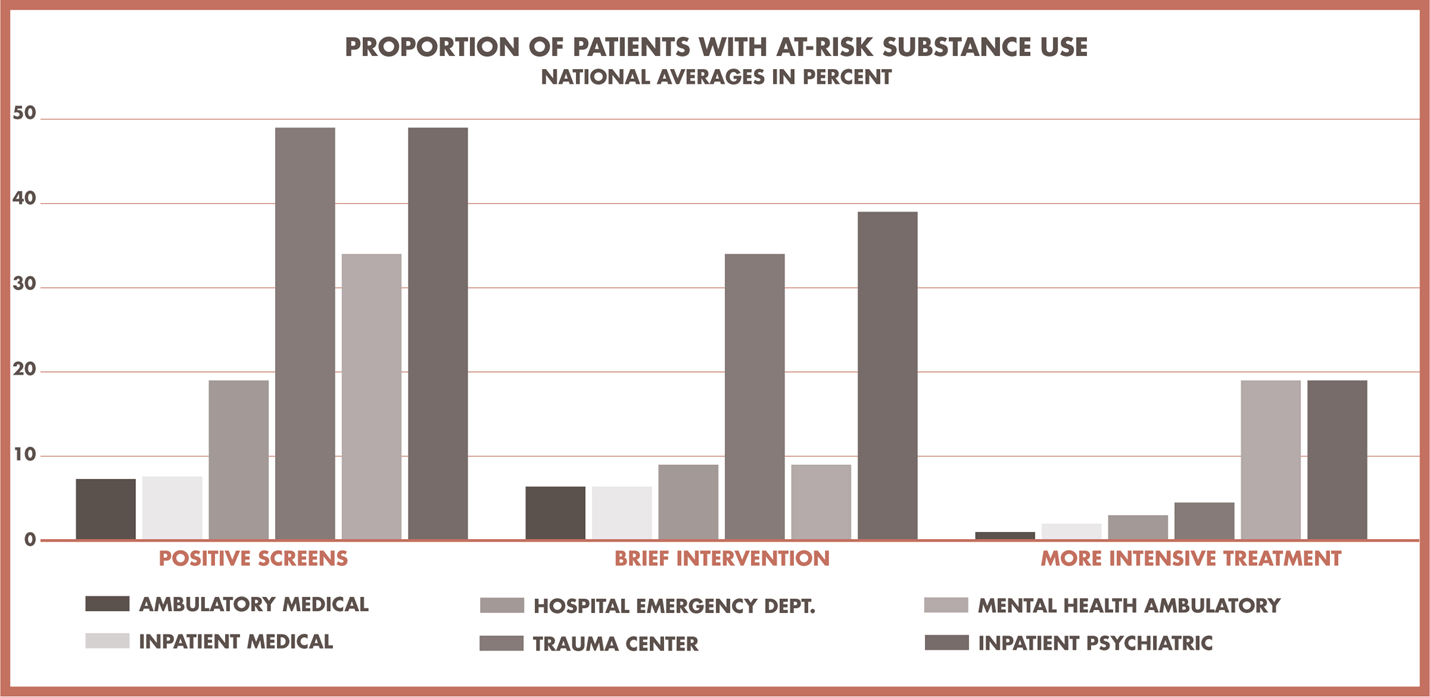 PROPORTION OF PATIENTS WITH AT-RISK SUBSTANCE USE
NATIONAL AVERAGES IN PERCENT
50
40
30
20
10
0
POSITIVE SCREENS BRIEF INTERVENTION MORE INTENSIVE TREATMENT
AMBULATORY MEDICAL HOSPITAL EMERGENCY DEPT. MENTAL HEALTH AMBULATORY
INPATIENT MEDICAL TRAUMA CENTER INPATIENT PSYCHIATRIC